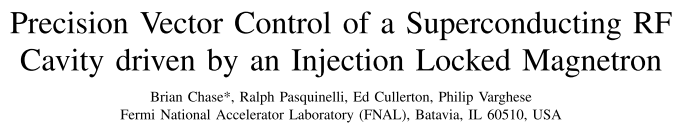 Precision Vector Control of a Superconducting RF
Cavity driven by an Injection Locked Magnetron
Brian Chase*, Ralph Pasquinelli, Ed Cullerton, Philip Varghese
Fermi National Accelerator Laboratory (FNAL), Batavia, IL 60510, USA